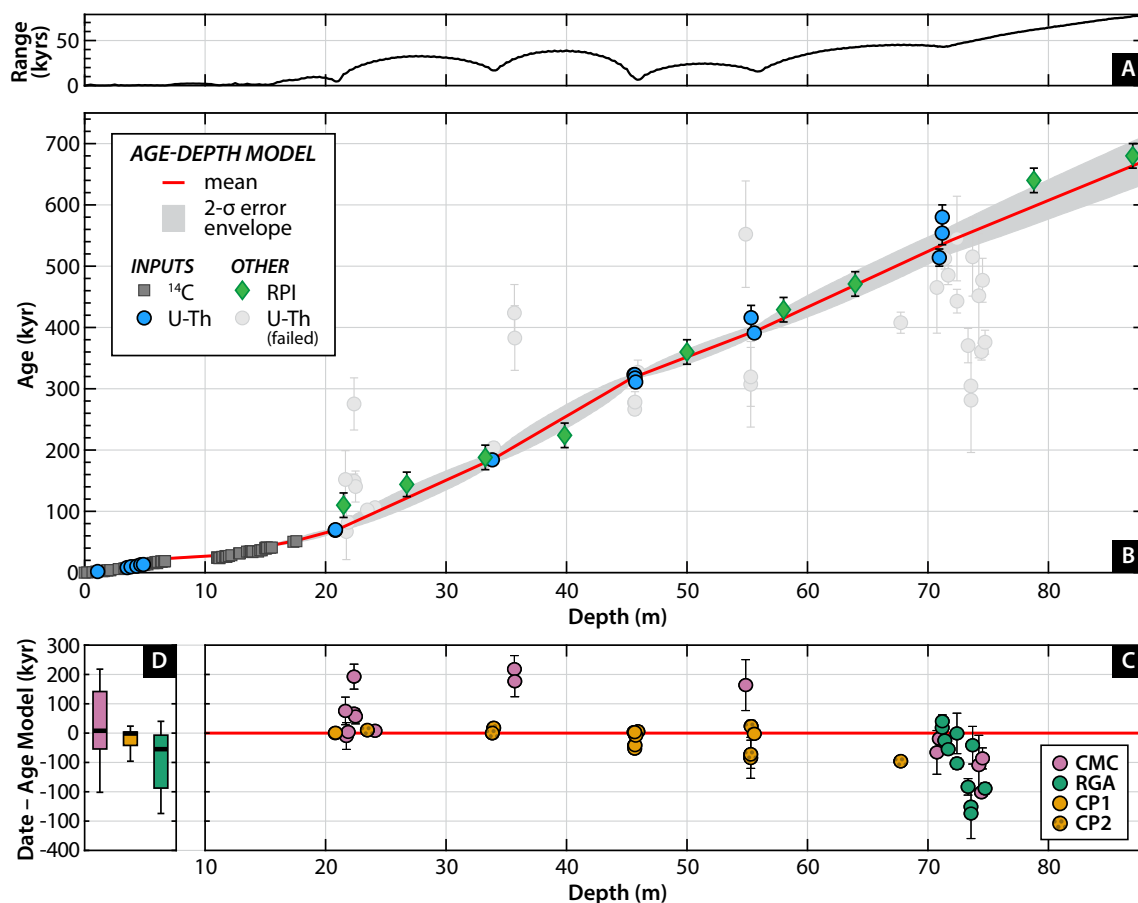 Range
(kyrs)
50
0
A
Age (kyr)
700
600
500
400
300
200
100
0
AGE-DEPTH MODEL
mean
2-σ error
envelope
INPUTS
OTHER
14C
RPI
U-Th
U-Th
(failed)
B
0
10
20
30
40
50
60
70
80
Depth (m)
Date – Age Model (kyr)
300
200
100
0
-100
-100
-100
-400
D
C
CMC
RGA
CP1
CP2
10
20
30
40
50
60
70
80
Depth (m)